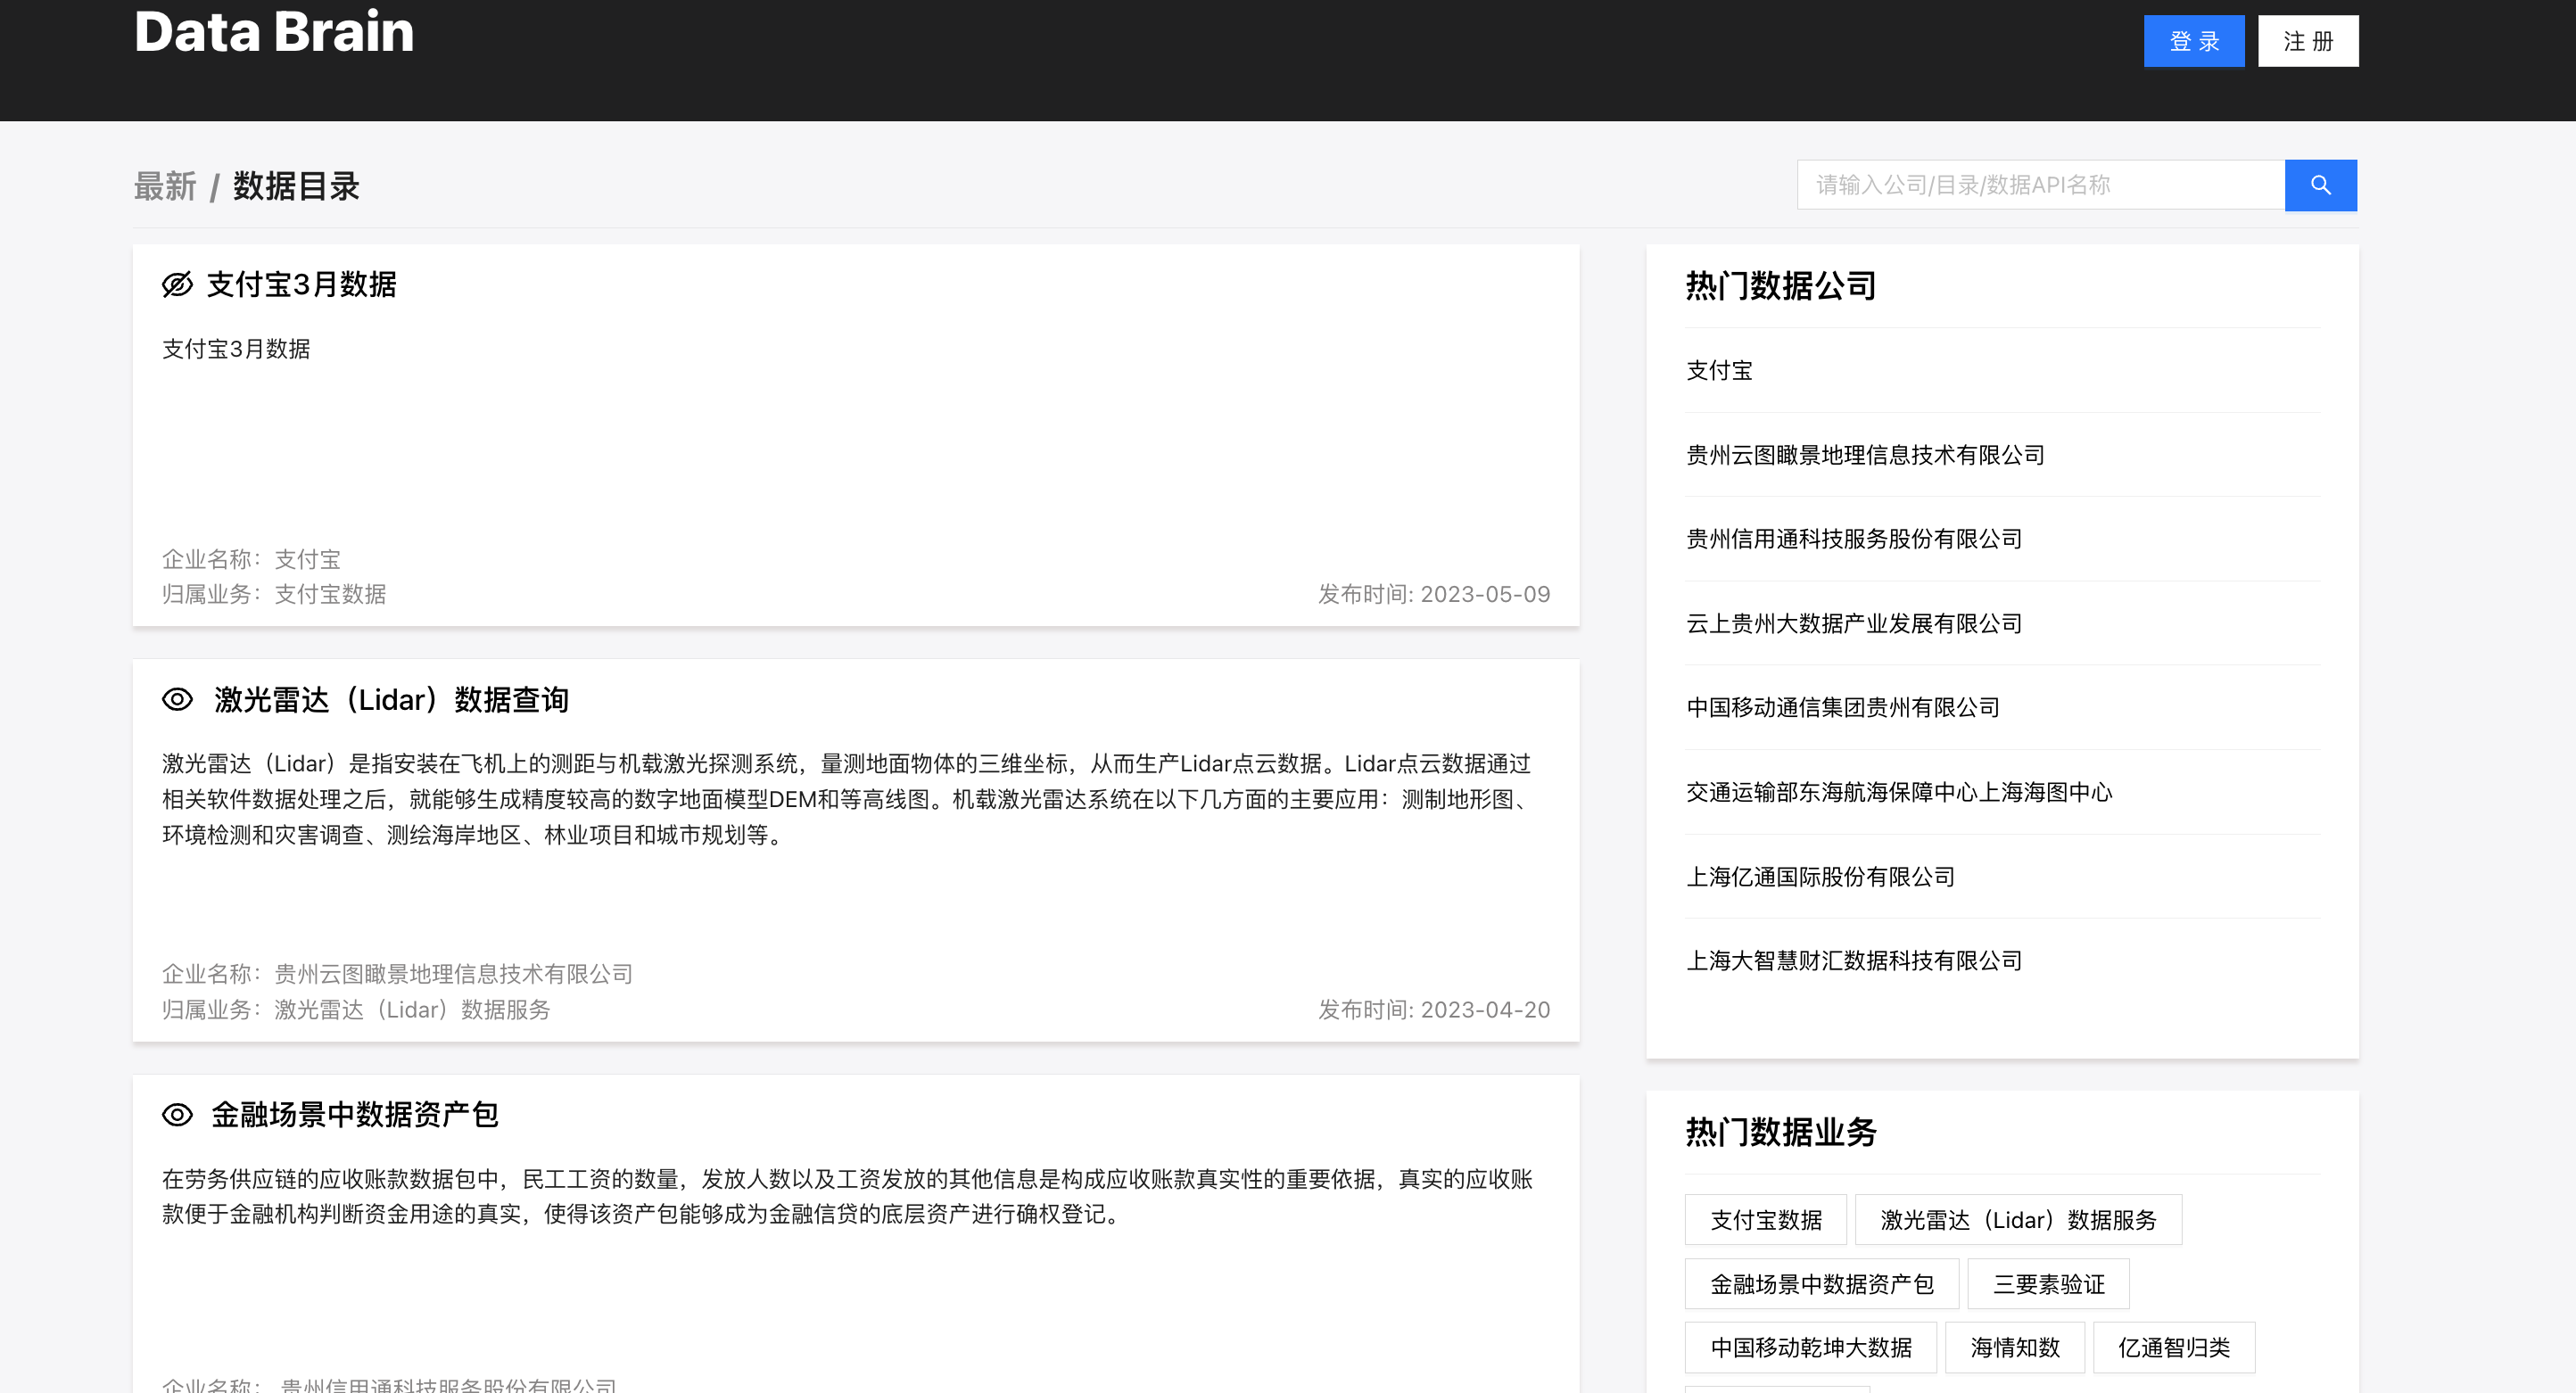 Data Brain
登 录
注 册
最新 / 数据目录
请输入公司/目录/数据API名称
支付宝3月数据
支付宝3月数据
企业名称：支付宝
归属业务：支付宝数据
发布时间: 2023-05-09
激光雷达（Lidar）数据查询
激光雷达（Lidar）是指安装在飞机上的测距与机载激光探测系统，量测地面物体的三维坐标，从而生产Lidar点云数据。Lidar点云数据通过
相关软件数据处理之后，就能够生成精度较高的数字地面模型DEM和等高线图。机载激光雷达系统在以下几方面的主要应用：测制地形图、
环境检测和灾害调查、测绘海岸地区、林业项目和城市规划等。
企业名称：贵州云图瞰景地理信息技术有限公司
归属业务：激光雷达（Lidar）数据服务
发布时间: 2023-04-20
金融场景中数据资产包
在劳务供应链的应收账款数据包中，民工工资的数量，发放人数以及工资发放的其他信息是构成应收账款真实性的重要依据，真实的应收账
款便于金融机构判断资金用途的真实，使得该资产包能够成为金融信贷的底层资产进行确权登记。
企业名称：贵州信用通科技服务股份有限公司
热门数据公司
支付宝
贵州云图瞰景地理信息技术有限公司
贵州信用通科技服务股份有限公司
云上贵州大数据产业发展有限公司
中国移动通信集团贵州有限公司
交通运输部东海航海保障中心上海海图中心
上海亿通国际股份有限公司
上海大智慧财汇数据科技有限公司
热门数据业务
支付宝数据
激光雷达（Lidar）数据服务
金融场景中数据资产包
三要素验证
中国移动乾坤大数据
海情知数
亿通智归类